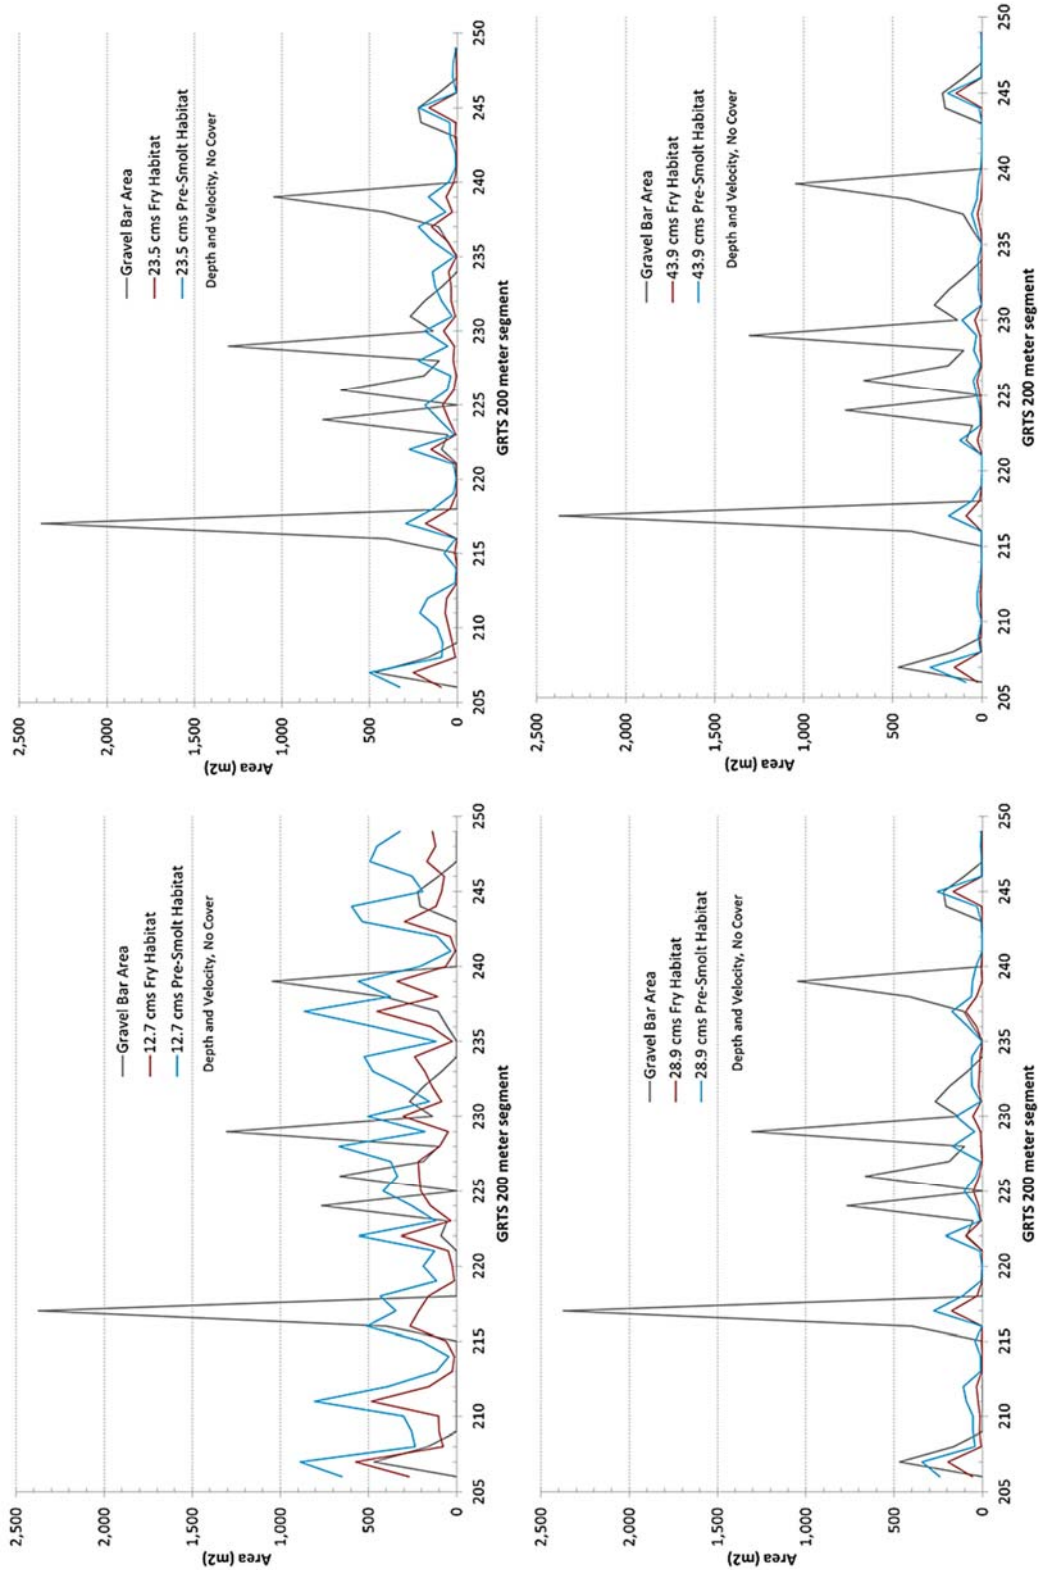 2,500
2,000
1,500
1,000
500
0
Area (m2)
Gravel Bar Area
12.7 cms Fry Habitat
12.7 cms Pre-Smolt Habitat
Depth and Velocity, No Cover
205 210 215 220 225 230 235 240 245 250
GRTS 200 meter segment
2,500
2,000
1,500
1,000
500
0
Area (m2)
Gravel Bar Area
23.5 cms Fry Habitat
23.5 cms Pre-Smolt Habitat
Depth and Velocity, No Cover
205 210 215 220 225 230 235 240 245 250
GRTS 200 meter segment
2,500
2,000
1,500
1,000
500
0
Area (m2)
Gravel Bar Area
28.9 cms Fry Habitat
28.9 cms Pre-Smolt Habitat
Depth and Velocity, No Cover
205 210 215 220 225 230 235 240 245 250
GRTS 200 meter segment
2,500
2,000
1,500
1,000
500
0
Area (m2)
Gravel Bar Area
43.9 cms Fry Habitat
43.9 cms Pre-Smolt Habitat
Depth and Velocity, No Cover
205 210 215 220 225 230 235 240 245 250
GRTS 200 meter segment